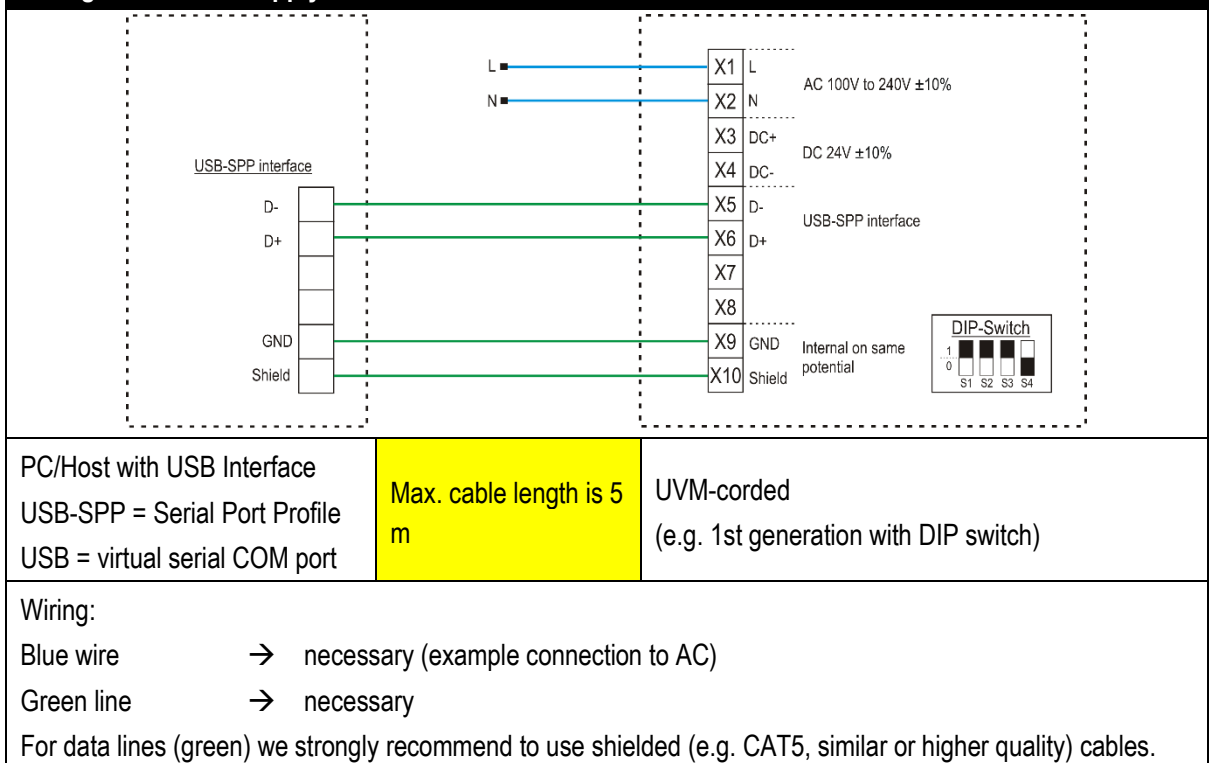 L
N
X1 L
X2 N
AC 100V to 240V ±10%
X3 DC+
X4 DC-
DC 24V ±10%
USB-SPP interface
D-
D+
GND
Shield
X5 D-
X6 D+
USB-SPP interface
X7
X8
X9 GND
X10 Shield
Internal on same
potential
DIP-Switch
1
0
S1 S2 S3 S4
PC/Host with USB Interface
USB-SPP = Serial Port Profile
USB = virtual serial COM port
Max. cable length is 5
m
UVM-corded
(e.g. 1st generation with DIP switch)
Wiring:
Blue wire → necessary (example connection to AC)
Green line → necessary
For data lines (green) we strongly recommend to use shielded (e.g. CAT5, similar or higher quality) cables.